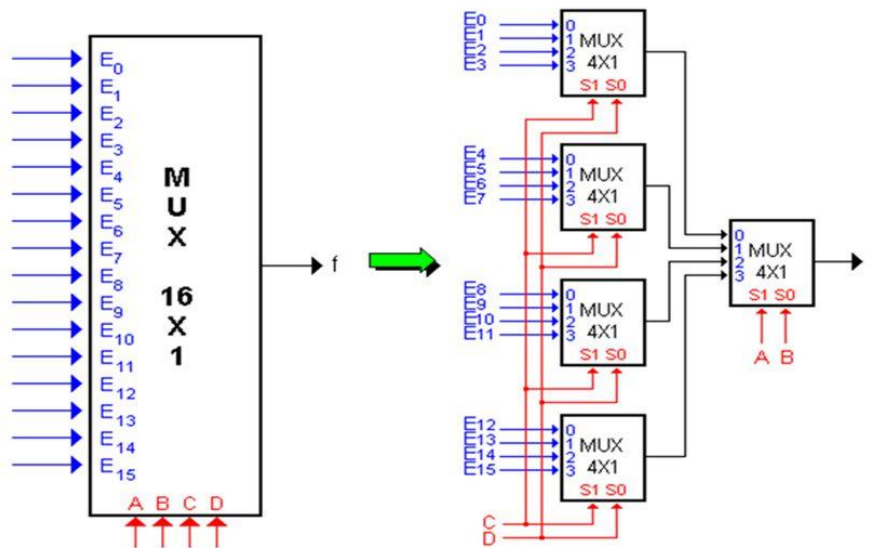 E0
E1
E2
E3
E4
E5
E6
E7
E8
E9
E10
E11
E12
E13
E14
E15
M
U
X
16
X
1
A B C D
f
E0
E1
E2
E3
0
1
2
3
MUX
4X1
S1 S0
E4
E5
E6
E7
0
1
2
3
MUX
4X1
S1 S0
E8
E9
E10
E11
0
1
2
3
MUX
4X1
S1 S0
E12
E13
E14
E15
0
1
2
3
MUX
4X1
S1 S0
C
D
0
1
2
3
MUX
4X1
S1 S0
A B